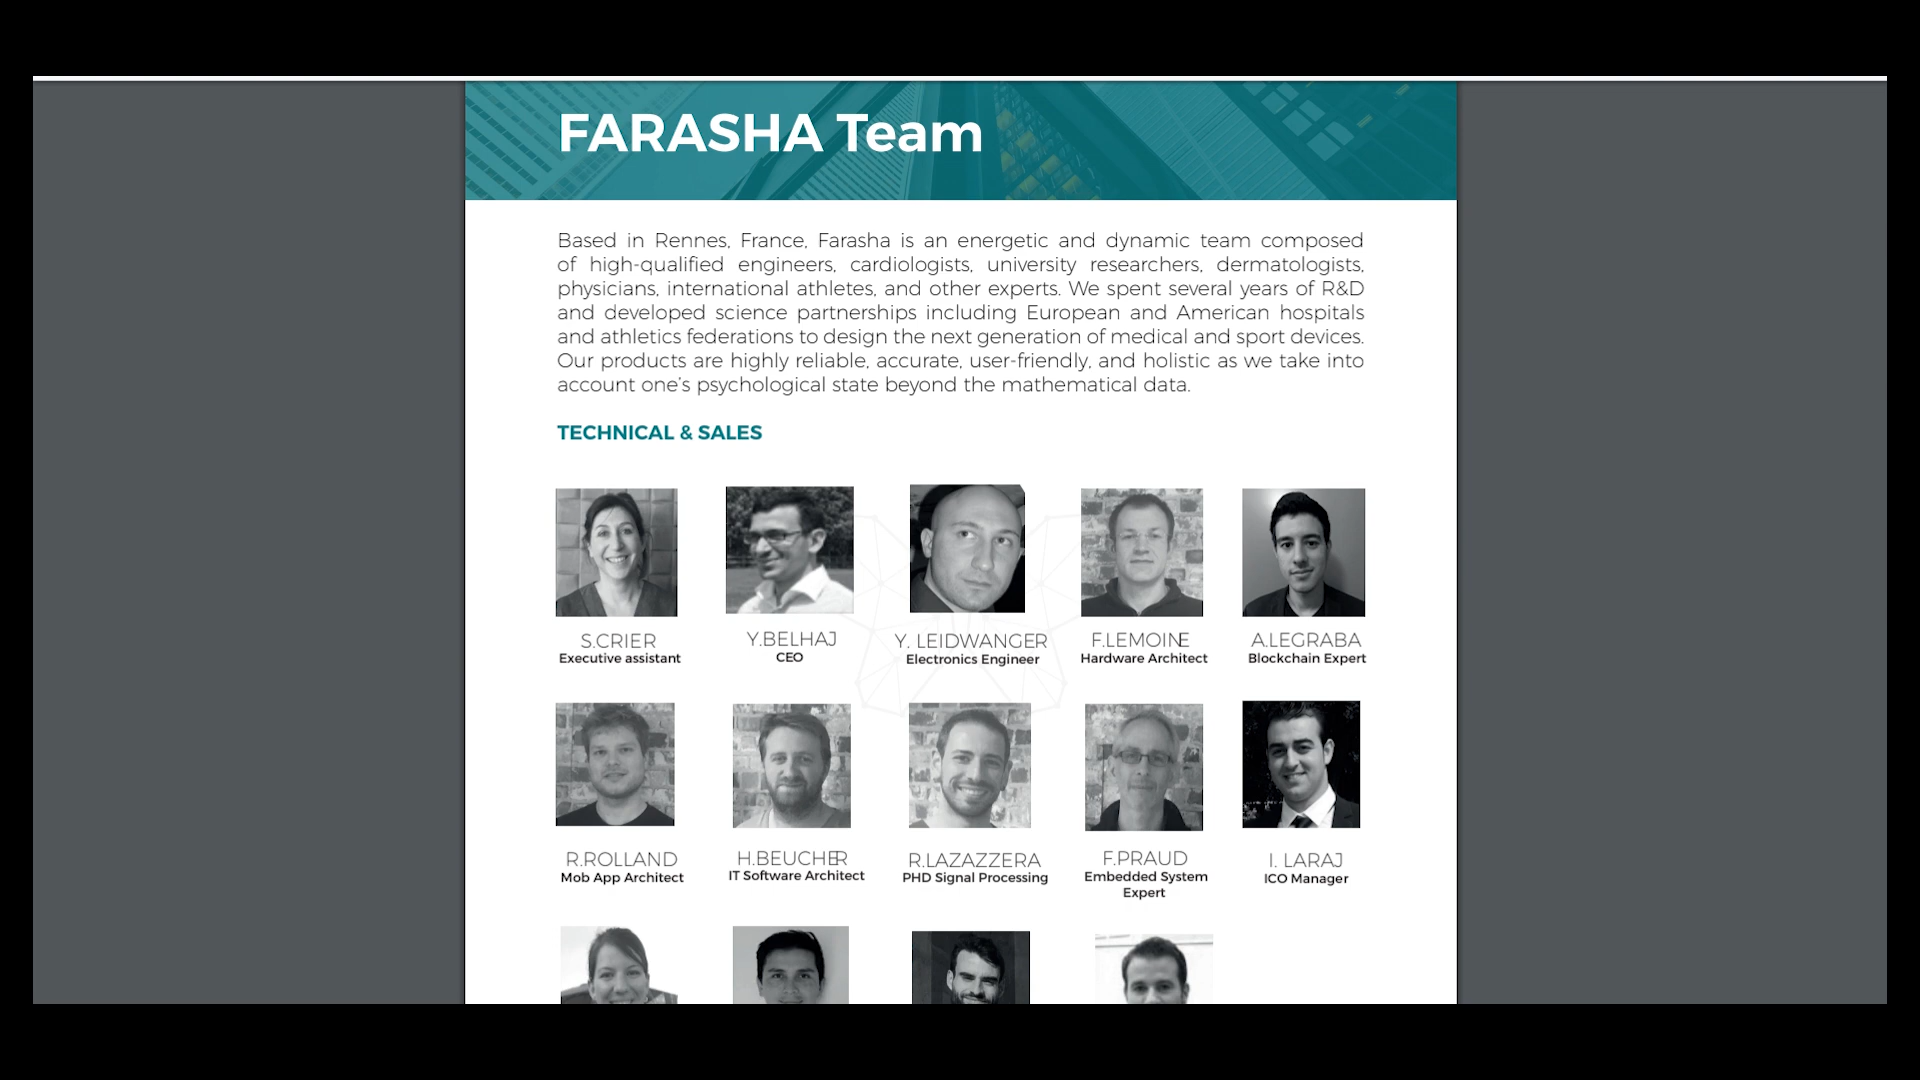 FARASHA Team
Based in Rennes, France, Farasha is an energetic and dynamic team composed
of high-qualified engineers, cardiologists, university researchers, dermatologists,
physicians, international athletes, and other experts. We spent several years of R&D
and developed science partnerships including European and American hospitals
and athletics federations to design the next generation of medical and sport devices.
Our products are highly reliable, accurate, user-friendly, and holistic as we take into
account one's psychological state beyond the mathematical data.
TECHNICAL & SALES
S.CRIER
Executive assistant
Y.BELHAJ
CEO
Y. LEIDWANGER
Electronics Engineer
F.LEMOINE
Hardware Architect
A.LEGRABA
Blockchain Expert
R.ROLLAND
Mob App Architect
H.BEUCHER
IT Software Architect
R.LAZAZZERA
PHD Signal Processing
F.PRAUD
Embedded System
Expert
I. LARAJ
ICO Manager